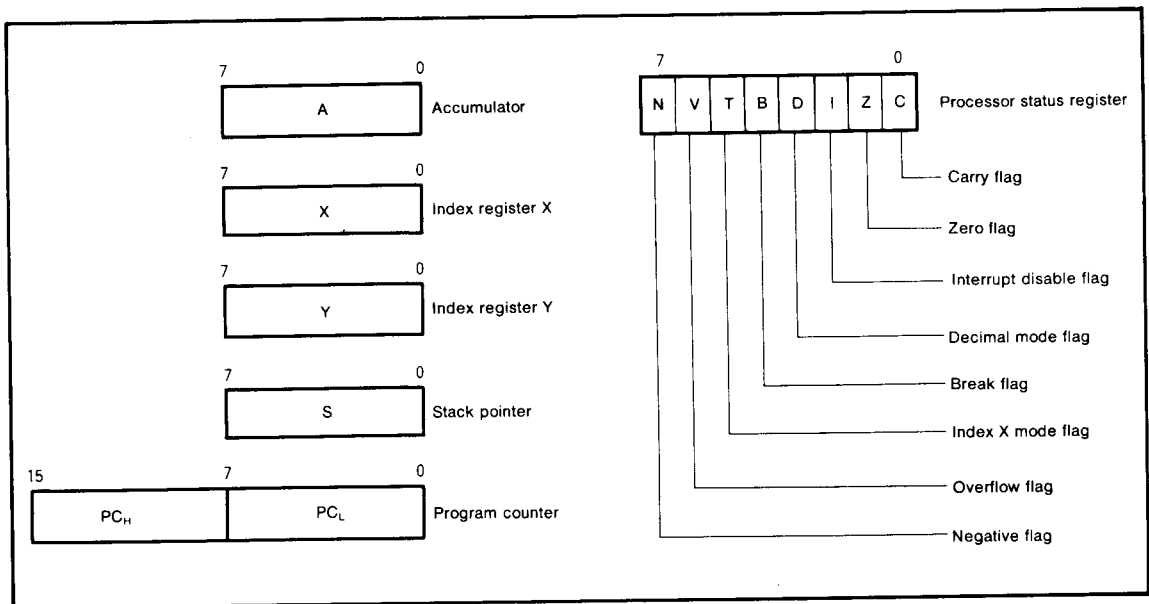 7 0
A Accumulator
7 0
X Index register X
7 0
Y Index register Y
7 0
S Stack pointer
15 7 0
PCH PCL Program counter
7 0
N V T B D I Z C Processor status register
Carry flag
Zero flag
Interrupt disable flag
Decimal mode flag
Break flag
Index X mode flag
Overflow flag
Negative flag